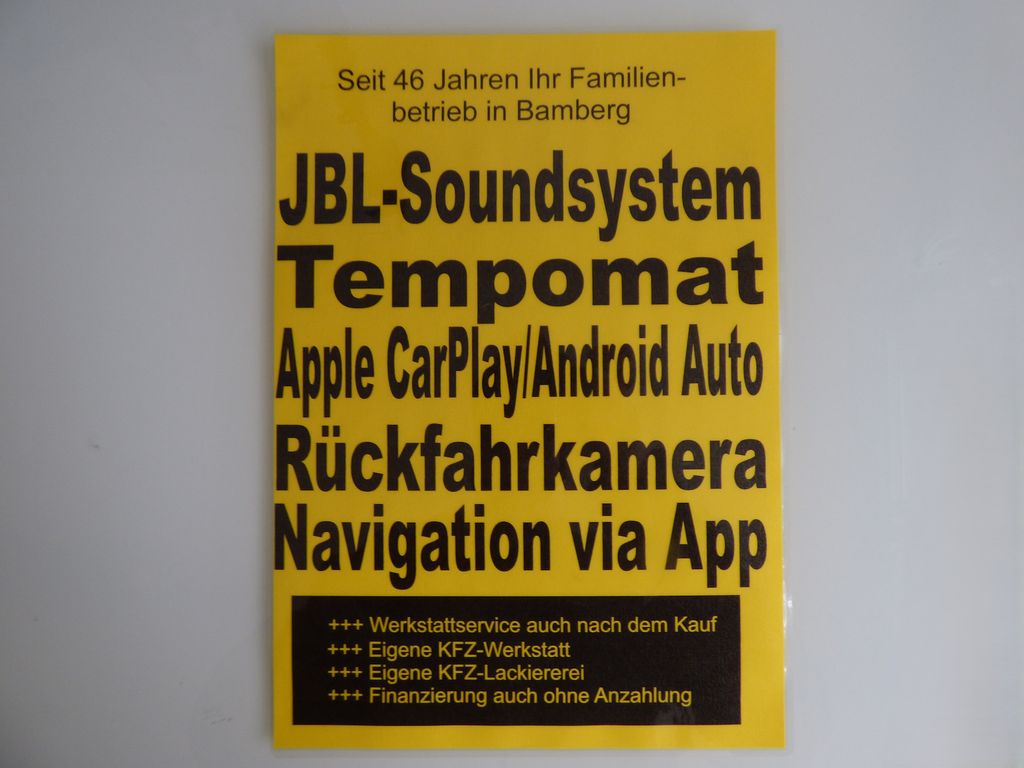 Seit 46 Jahren Ihr Familien-
betrieb in Bamberg
JBL-Soundsystem
Tempomat
Apple CarPlay/Android Auto
Rückfahrkamera
Navigation via App
+++ Werkstattservice auch nach dem Kauf
+++ Eigene KFZ-Werkstatt
+++ Eigene KFZ-Lackiererei
+++ Finanzierung auch ohne Anzahlung